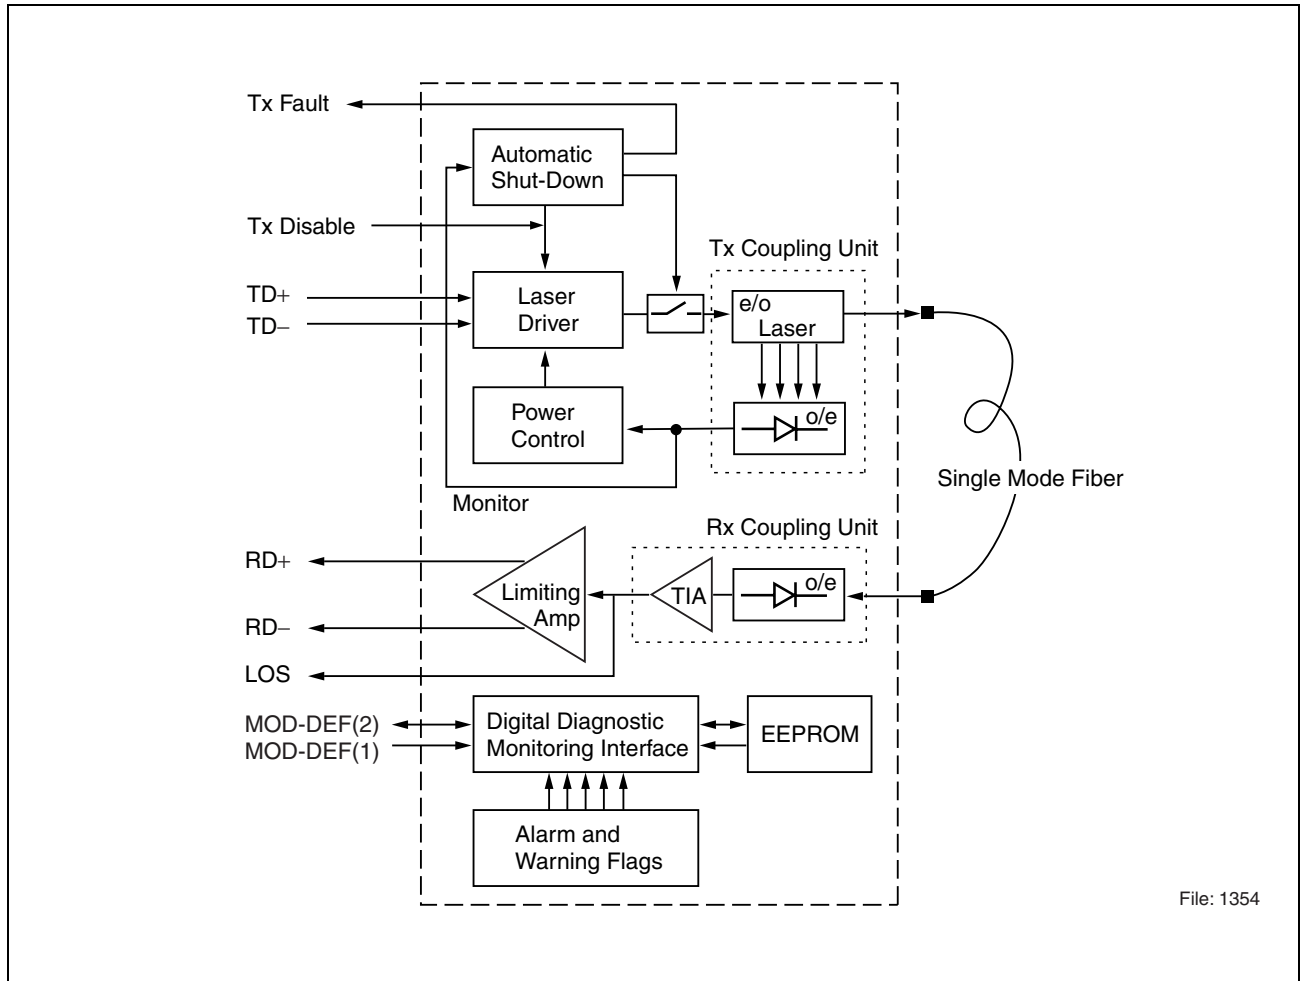 Tx Fault
Automatic
Shut-Down
Tx Disable
Tx Coupling Unit
TD+
TD−
Laser
Driver
e/o
Laser
Power
Control
o/e
Monitor
Single Mode Fiber
Rx Coupling Unit
RD+
RD−
LOS
Limiting
Amp
TIA
o/e
MOD-DEF(2)
MOD-DEF(1)
Digital Diagnostic
Monitoring Interface
EEPROM
Alarm and
Warning Flags
File: 1354